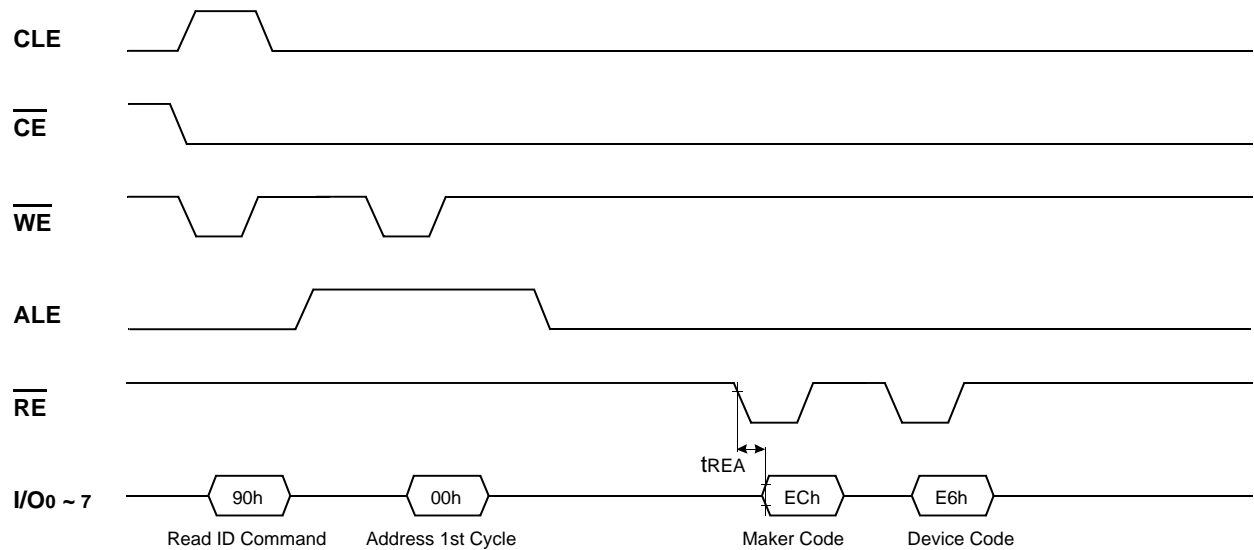 CLE
CE
WE
ALE
RE
tREA
I/O0 ~ 7
90h
00h
ECh
E6h
Read ID Command
Address 1st Cycle
Maker Code
Device Code